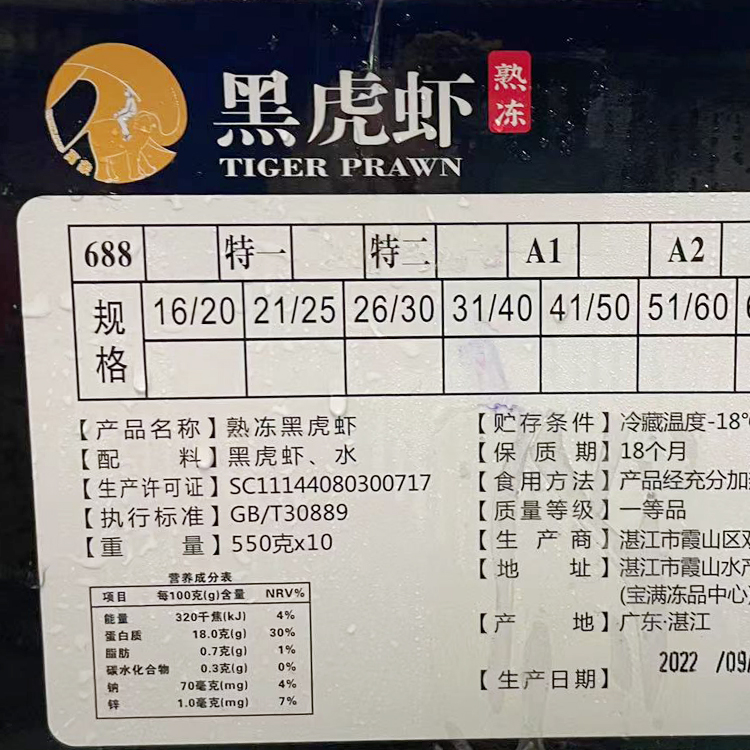 黑虎虾
熟冻
TIGER PRAWN
688 特一 特二 A1 A2
规格 16/20 21/25 26/30 31/40 41/50 51/60
【产品名称】熟冻黑虎虾
【配 料】黑虎虾、水
【生产许可证】SC11144080300717
【执行标准】GB/T30889
【重 量】550克x10
营养成分表
项目 每100克(g)含量 NRV%
能量 320千焦(kJ) 4%
蛋白质 18.0克(g) 30%
脂肪 0.7克(g) 1%
碳水化合物 0.3克(g) 0%
钠 70毫克(mg) 4%
锌 1.0毫克(mg) 7%
【贮存条件】冷藏温度-18°
【保 质 期】18个月
【食用方法】产品经充分加
【质量等级】一等品
【生 产 商】湛江市霞山区
【地 址】湛江市霞山水产
(宝满冻品中心)
【产 地】广东·湛江
【生产日期】2022 /09/